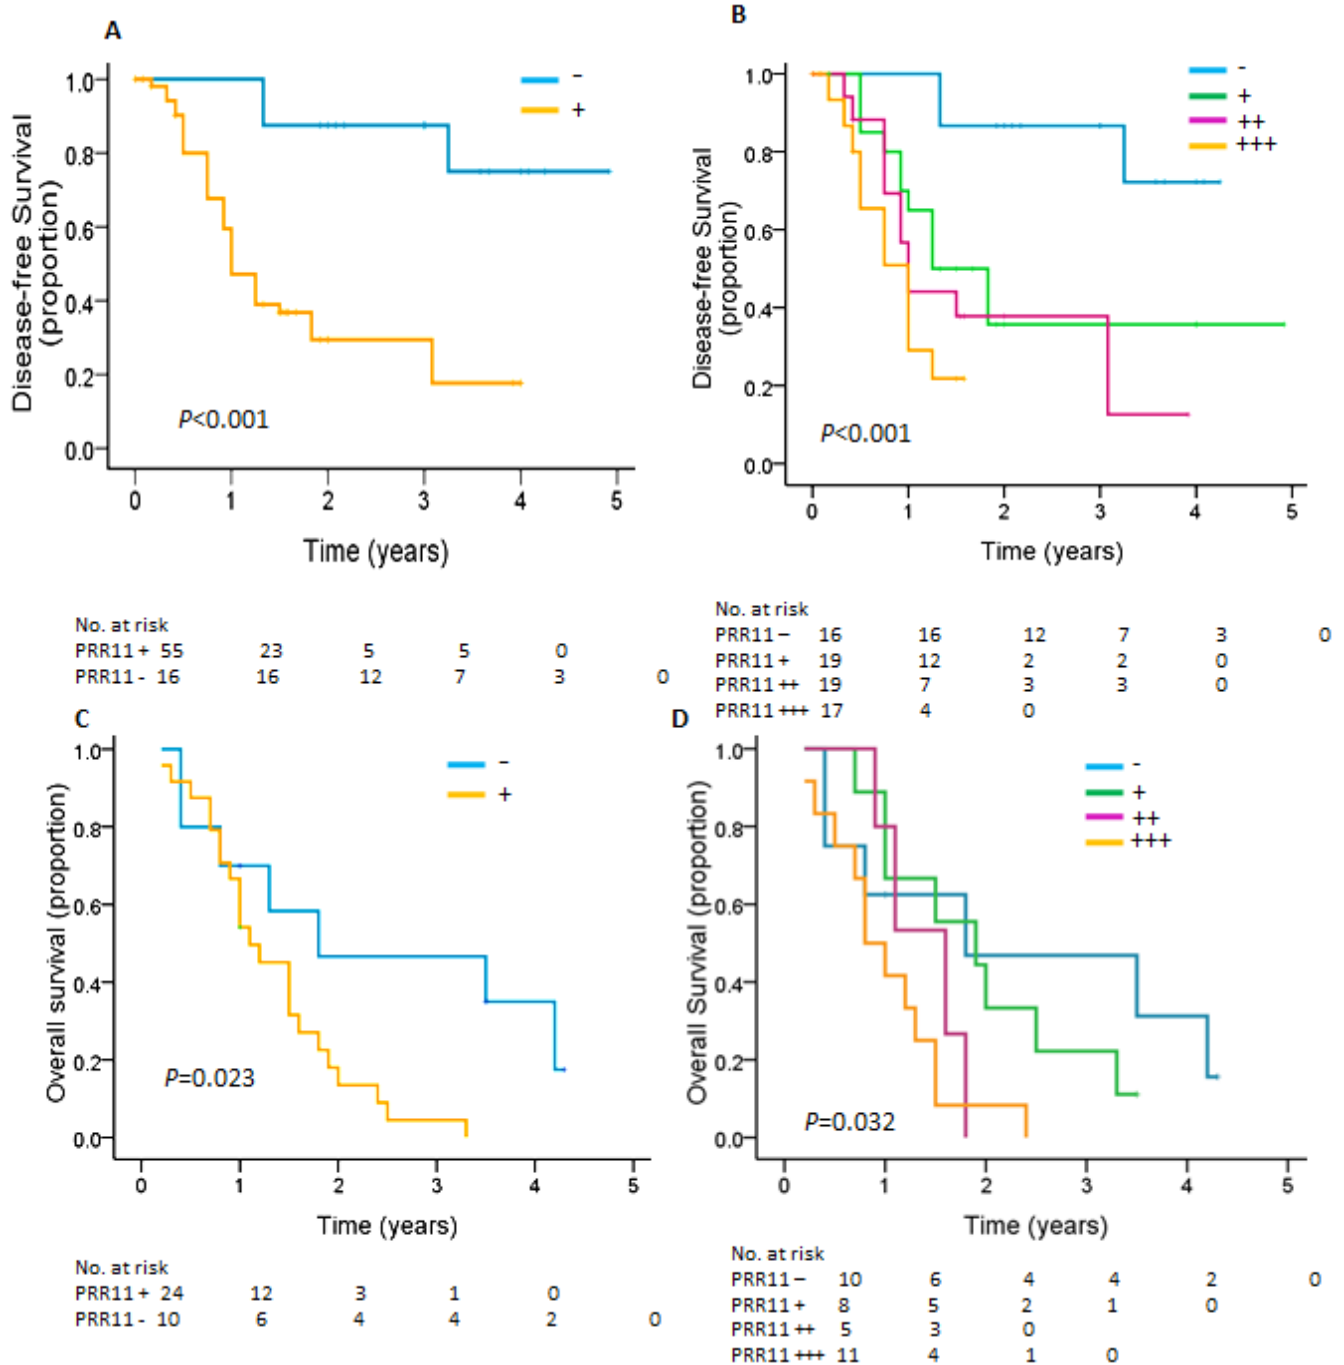 A
Disease-free Survival
(proportion)
1.0
0.8
0.6
0.4
0.2
0.0
-
+
P<0.001
0 1 2 3 4 5
Time (years)
No. at risk
PRR11 + 55 23 5 5 0
PRR11 - 16 16 12 7 3 0
B
Disease-free Survival
(proportion)
1.0
0.8
0.6
0.4
0.2
0.0
-
+
++
+++
P<0.001
0 1 2 3 4 5
Time (years)
No. at risk
PRR11 − 16 16 12 7 3 0
PRR11 + 19 12 2 2 0
PRR11 ++ 19 7 3 3 0
PRR11 +++ 17 4 0
C
Overall survival (proportion)
1.0
0.8
0.6
0.4
0.2
0.0
-
+
P=0.023
0 1 2 3 4 5
Time (years)
No. at risk
PRR11 + 24 12 3 1 0
PRR11 - 10 6 4 4 2 0
D
Overall Survival (proportion)
1.0
0.8
0.6
0.4
0.2
0.0
-
+
++
+++
P=0.032
0 1 2 3 4 5
Time (years)
No. at risk
PRR11 − 10 6 4 4 2 0
PRR11 + 8 5 2 1 0
PRR11 ++ 5 3 0
PRR11 +++ 11 4 1 0